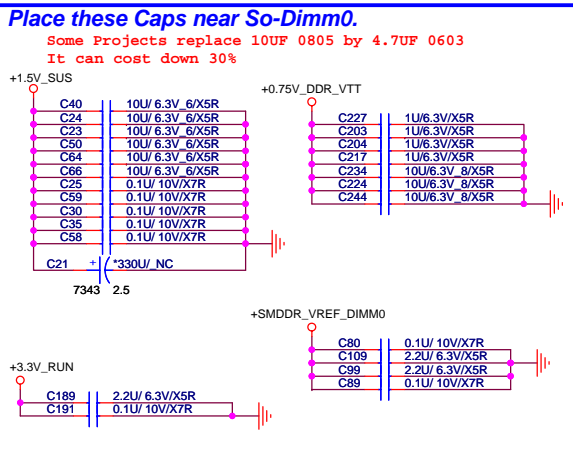 Place these Caps near So-Dimm0.
Some Projects replace 10UF 0805 by 4.7UF 0603
It can cost down 30%
+1.5V_SUS
C40 10U/ 6.3V_6/X5R
C24 10U/ 6.3V_6/X5R
C23 10U/ 6.3V_6/X5R
C50 10U/ 6.3V_6/X5R
C64 10U/ 6.3V_6/X5R
C66 10U/ 6.3V_6/X5R
C25 0.1U/ 10V/X7R
C59 0.1U/ 10V/X7R
C30 0.1U/ 10V/X7R
C35 0.1U/ 10V/X7R
C58 0.1U/ 10V/X7R
C21 + *330U/_NC
7343 2.5
+0.75V_DDR_VTT
C227 1U/6.3V/X5R
C203 1U/6.3V/X5R
C204 1U/6.3V/X5R
C217 1U/6.3V/X5R
C234 10U/6.3V_8/X5R
C224 10U/6.3V_8/X5R
C244 10U/6.3V_8/X5R
+3.3V_RUN
C189 2.2U/ 6.3V/X5R
C191 0.1U/ 10V/X7R
+SMDDR_VREF_DIMM0
C80 0.1U/ 10V/X7R
C109 2.2U/ 6.3V/X5R
C99 2.2U/ 6.3V/X5R
C89 0.1U/ 10V/X7R